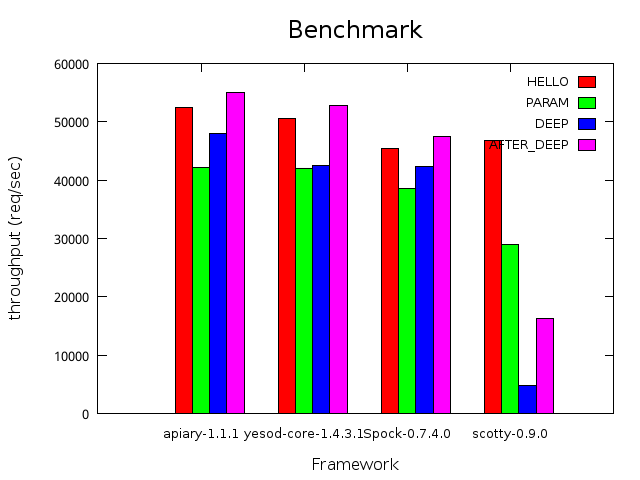 Benchmark
60000
50000
40000
30000
20000
10000
0
throughput (req/sec)
HELLO
PARAM
DEEP
AFTER_DEEP
apiary-1.1.1 yesod-core-1.4.3.1 Spock-0.7.4.0 scotty-0.9.0
Framework